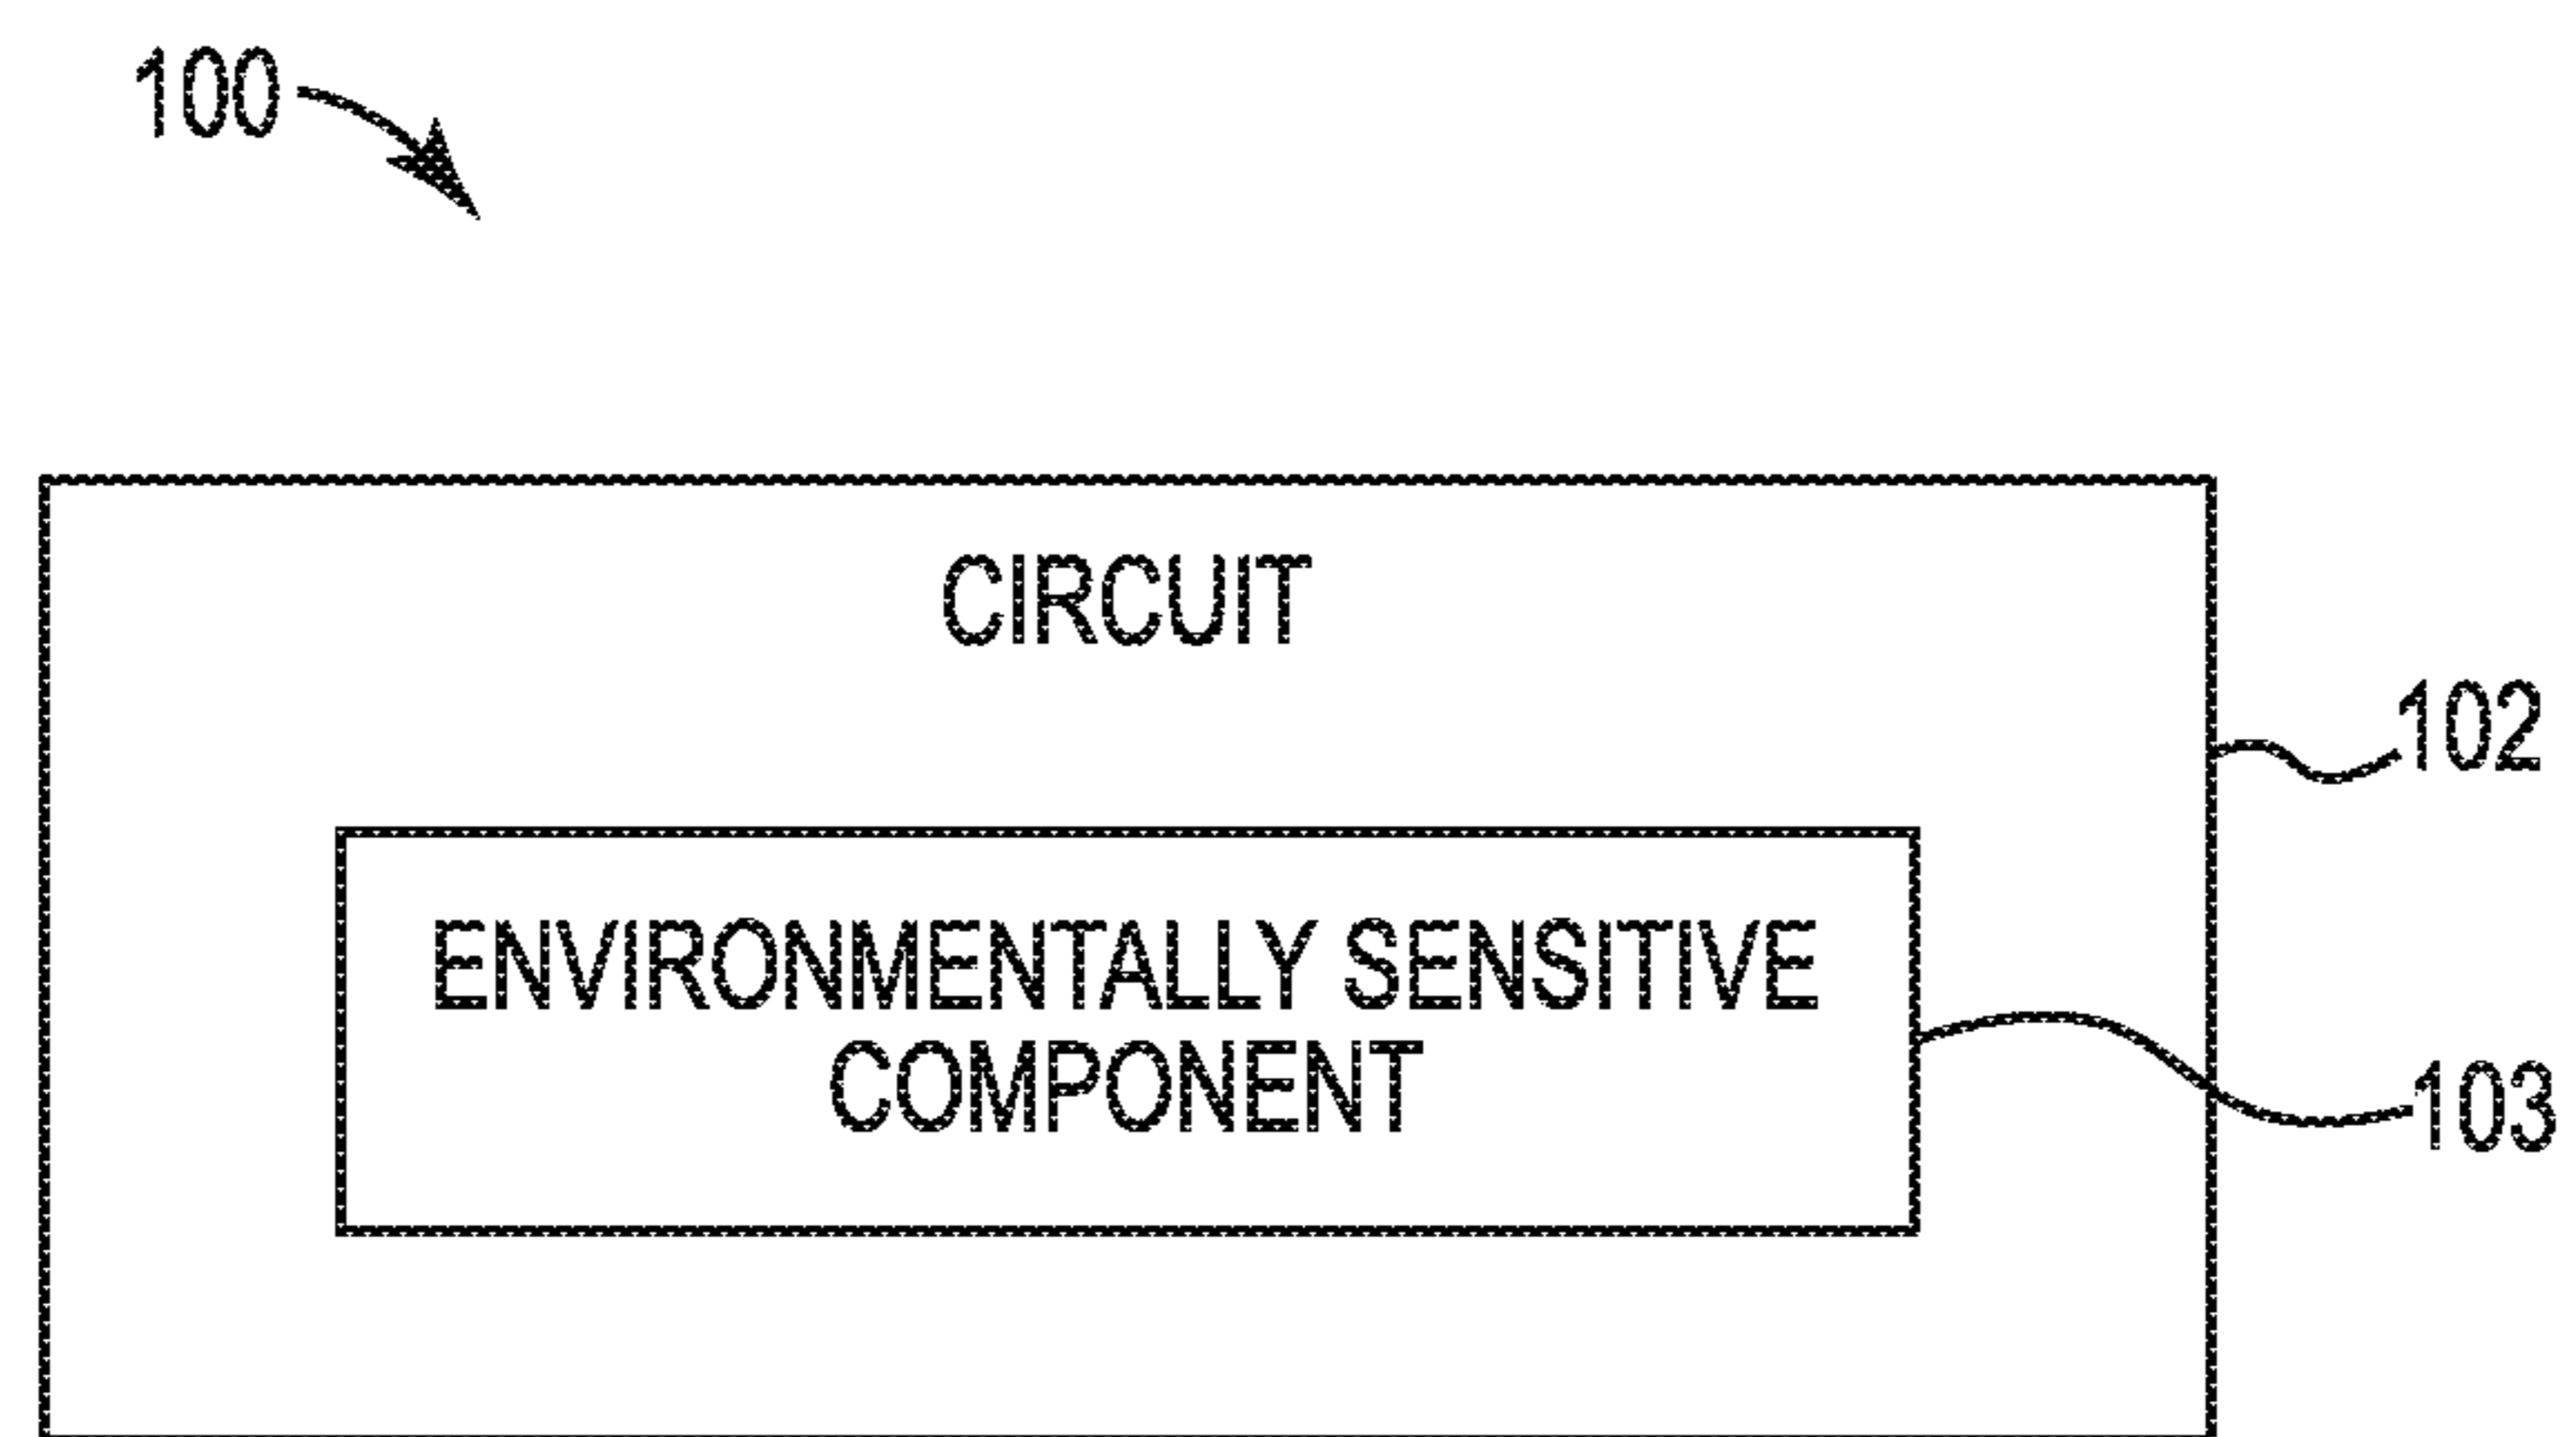 100
CIRCUIT
102
ENVIRONMENTALLY SENSITIVE
COMPONENT
103